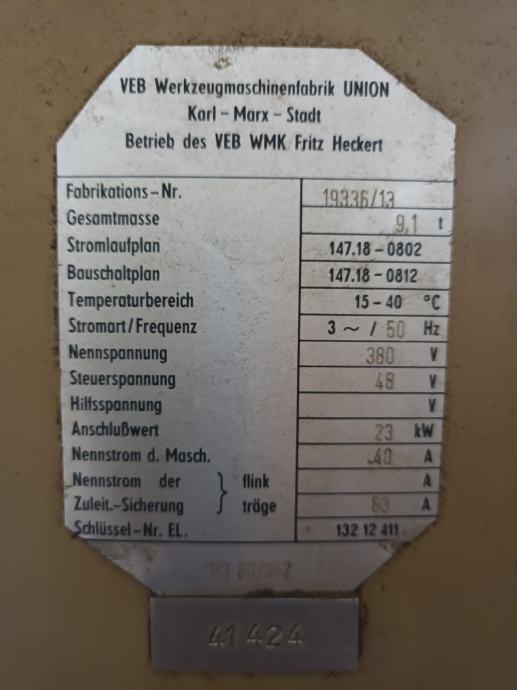 VEB Werkzeugmaschinenfabrik UNION
Karl-Marx-Stadt
Betrieb des VEB WMK Fritz Heckert
Fabrikations-Nr. 19336/13
Gesamtmasse 9,1 t
Stromlaufplan 147.18-0802
Bauschaltplan 147.18-0812
Temperaturbereich 15-40 °C
Stromart/Frequenz 3 ~ / 50 Hz
Nennspannung 380 V
Steuerspannung 48 V
Hilfsspannung V
Anschlußwert 23 kW
Nennstrom d. Masch. 40 A
Nennstrom der } flink A
Zuleit.-Sicherung } träge 63 A
Schlüssel-Nr. EL. 132 12 411
41424